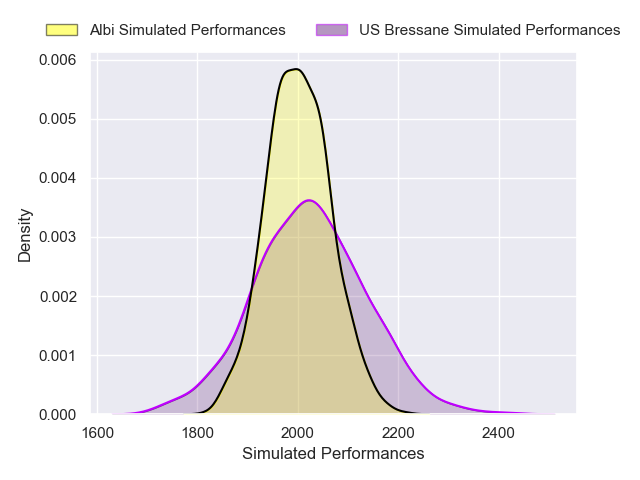 Albi Simulated Performances US Bressane Simulated Performances
0.006
0.005
0.004
0.003
0.002
0.001
0.000
Density
1600 1800 2000 2200 2400
Simulated Performances